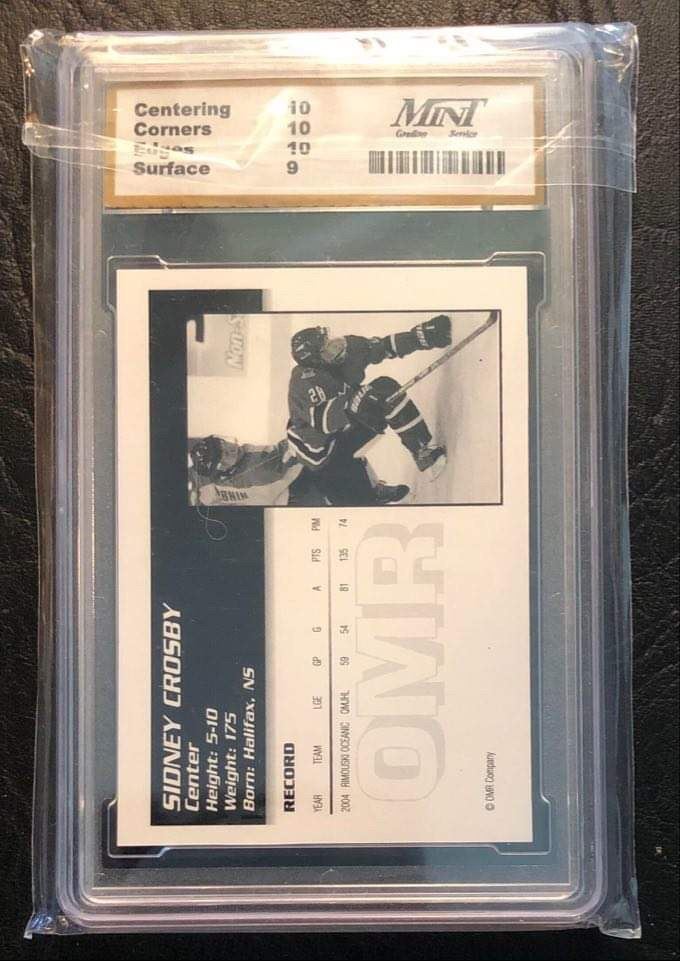 Centering 10
Corners 10
Edges 10
Surface 9
MINT
Grading Service
SIDNEY CROSBY
Center
Height: 5-10
Weight: 175
Born: Halifax, NS
RECORD
YEAR TEAM LGE GP G A PTS PIM
2004 RIMOUSKI OCEANIC QMJHL 59 54 81 135 74
OMR
© OMR Company
28